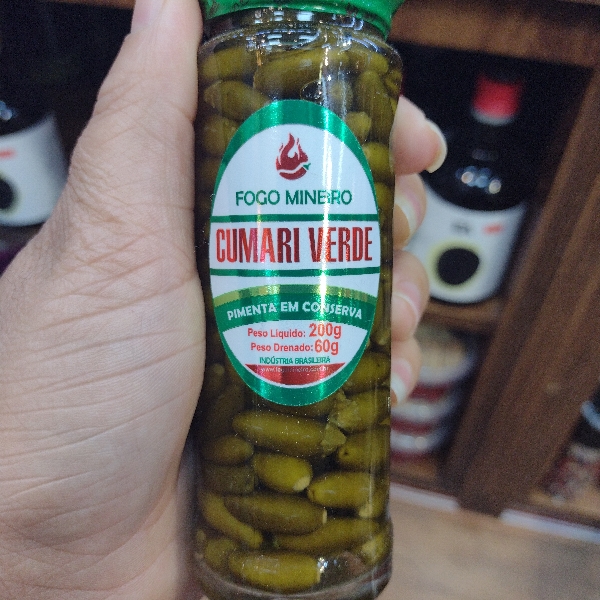 FOGO MINEIRO
CUMARI VERDE
PIMENTA EM CONSERVA
Peso Líquido: 200g
Peso Drenado: 60g
INDÚSTRIA BRASILEIRA